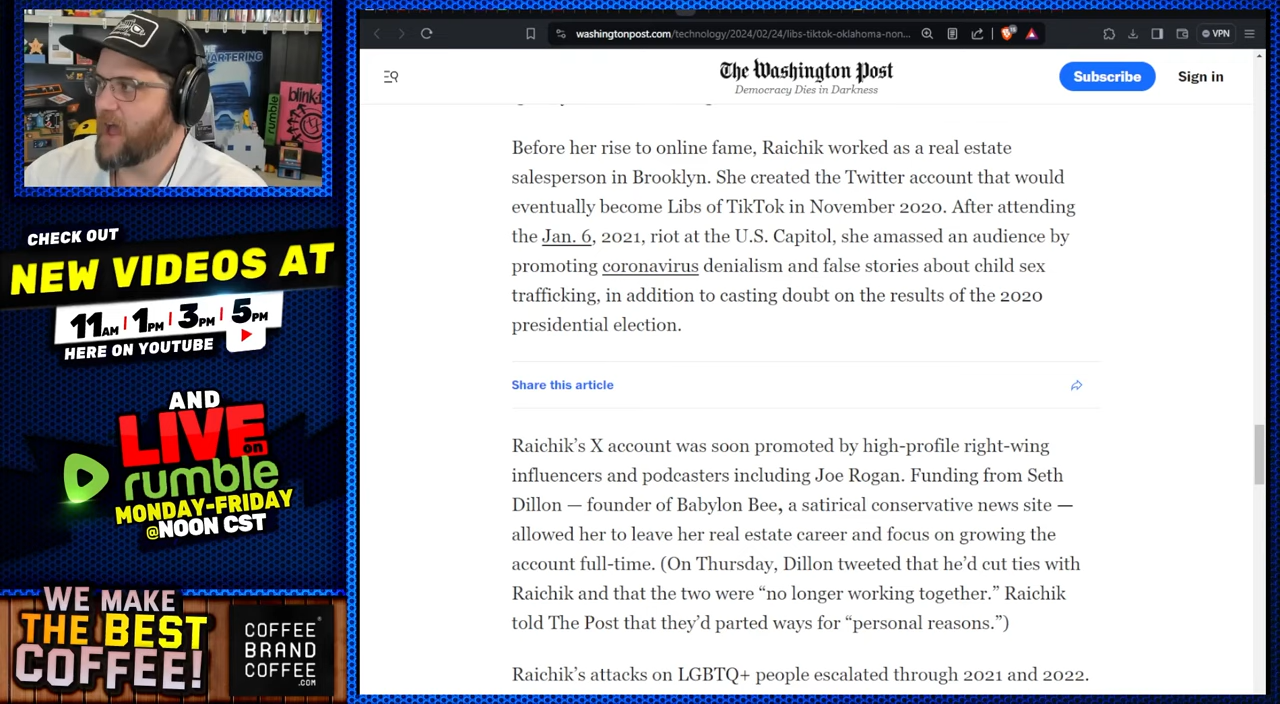 THE
WARTERING
rumble
blink
CHECK OUT
NEW VIDEOS AT
11AM | 1PM | 3PM | 5PM
HERE ON YOUTUBE
AND
LIVE on
rumble
MONDAY-FRIDAY
@NOON CST
WE MAKE
THE BEST
COFFEE!
COFFEE
BRAND
COFFEE
.COM
washingtonpost.com/technology/2024/02/24/libs-tiktok-oklahoma-non...
VPN
The Washington Post
Democracy Dies in Darkness
Subscribe
Sign in
Before her rise to online fame, Raichik worked as a real estate
salesperson in Brooklyn. She created the Twitter account that would
eventually become Libs of TikTok in November 2020. After attending
the Jan. 6, 2021, riot at the U.S. Capitol, she amassed an audience by
promoting coronavirus denialism and false stories about child sex
trafficking, in addition to casting doubt on the results of the 2020
presidential election.
Share this article
Raichik’s X account was soon promoted by high-profile right-wing
influencers and podcasters including Joe Rogan. Funding from Seth
Dillon — founder of Babylon Bee, a satirical conservative news site —
allowed her to leave her real estate career and focus on growing the
account full-time. (On Thursday, Dillon tweeted that he’d cut ties with
Raichik and that the two were “no longer working together.” Raichik
told The Post that they’d parted ways for “personal reasons.”)
Raichik’s attacks on LGBTQ+ people escalated through 2021 and 2022.